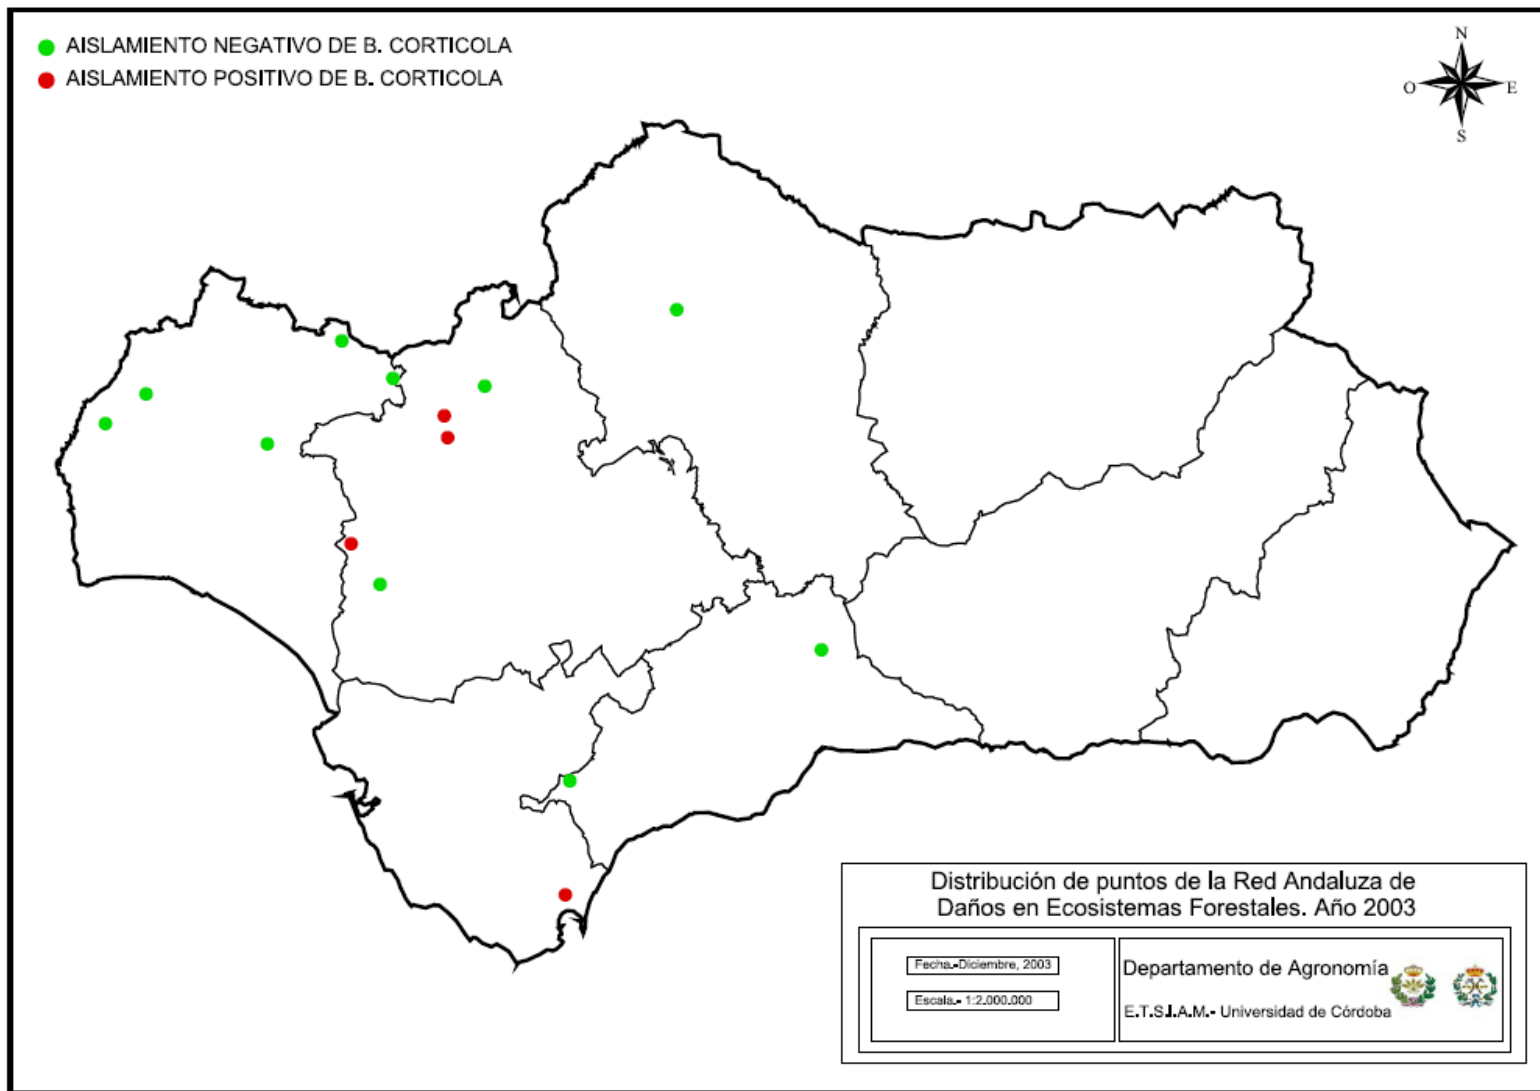 AISLAMIENTO NEGATIVO DE B. CORTICOLA
AISLAMIENTO POSITIVO DE B. CORTICOLA
N
O
E
S
Distribución de puntos de la Red Andaluza de
Daños en Ecosistemas Forestales. Año 2003
Fecha.-Diciembre, 2003
Escala.- 1:2.000.000
Departamento de Agronomía
E.T.S.I.A.M.- Universidad de Córdoba